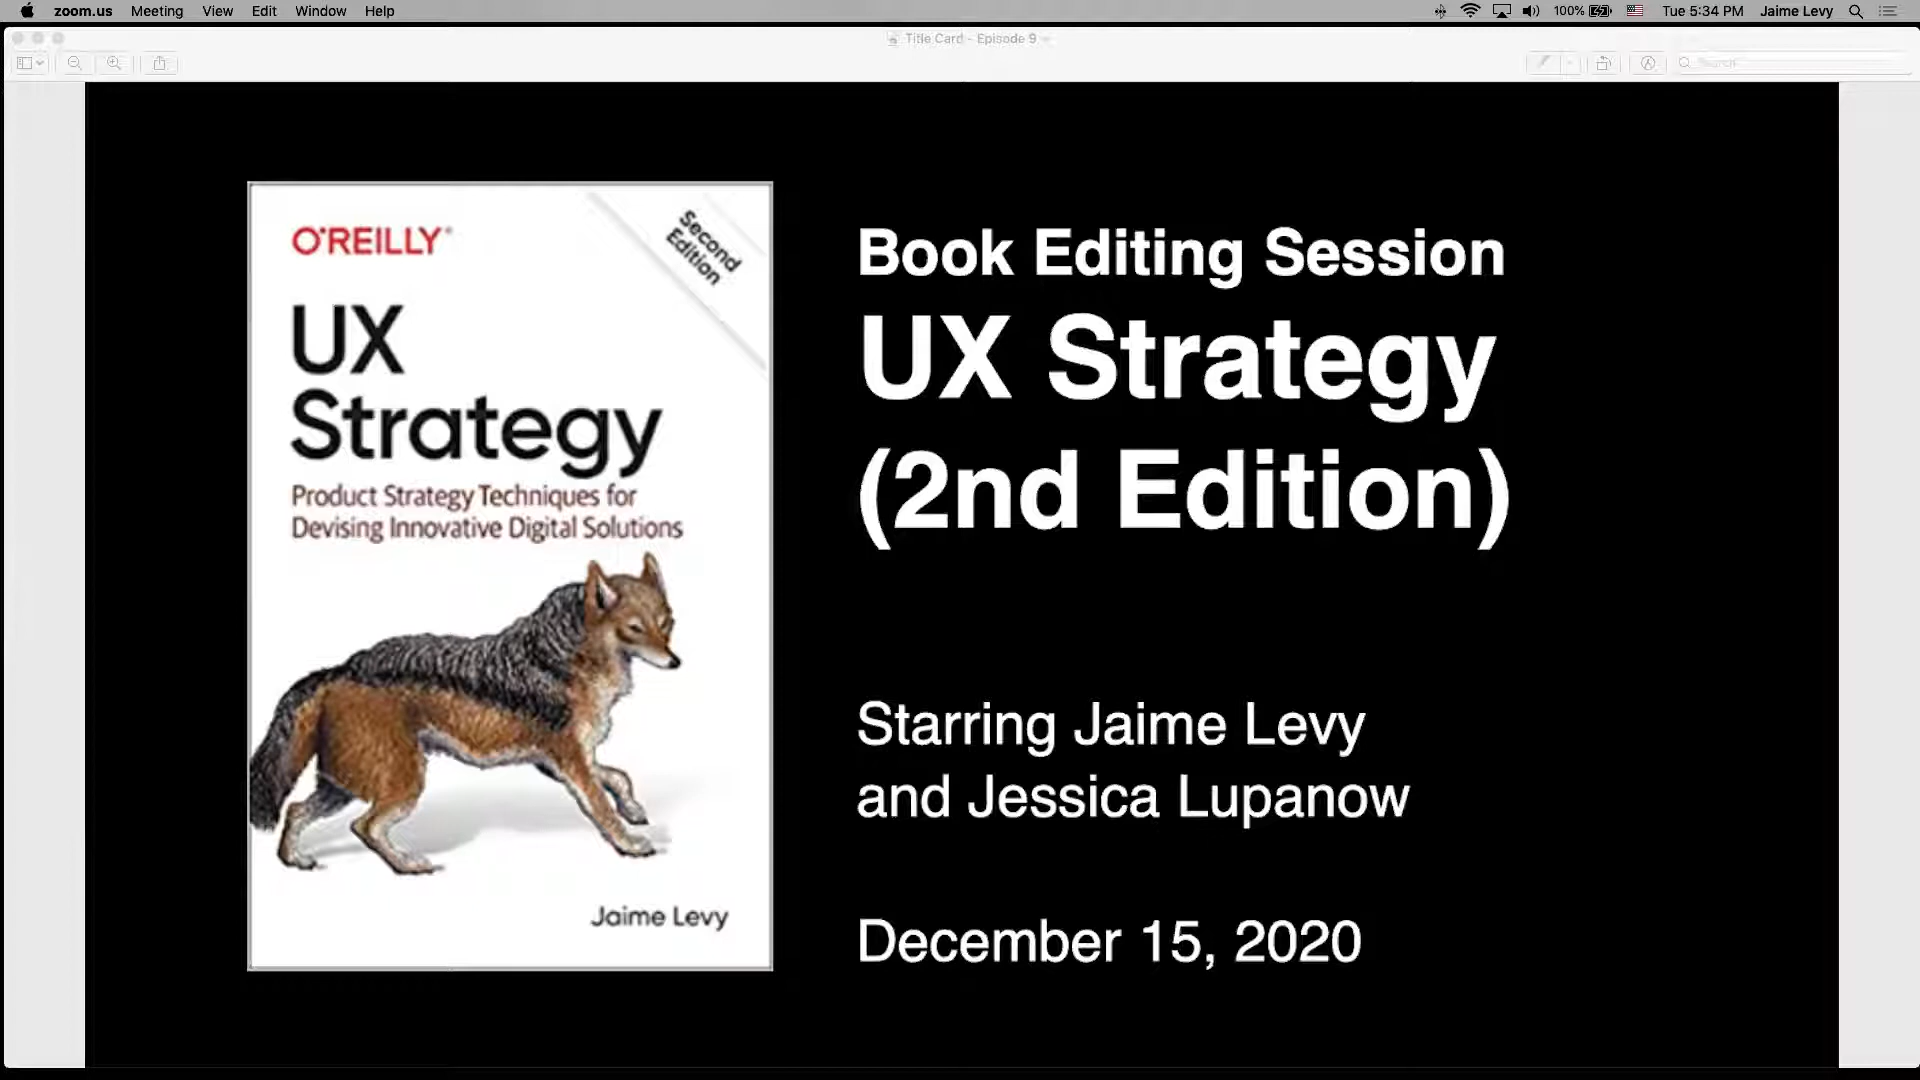 zoom.us Meeting View Edit Window Help 100% Tue 5:34 PM Jaime Levy
Title Card - Episode 9
Search
O'REILLY®
Second
Edition
UX
Strategy
Product Strategy Techniques for
Devising Innovative Digital Solutions
Jaime Levy
Book Editing Session
UX Strategy
(2nd Edition)
Starring Jaime Levy
and Jessica Lupanow
December 15, 2020